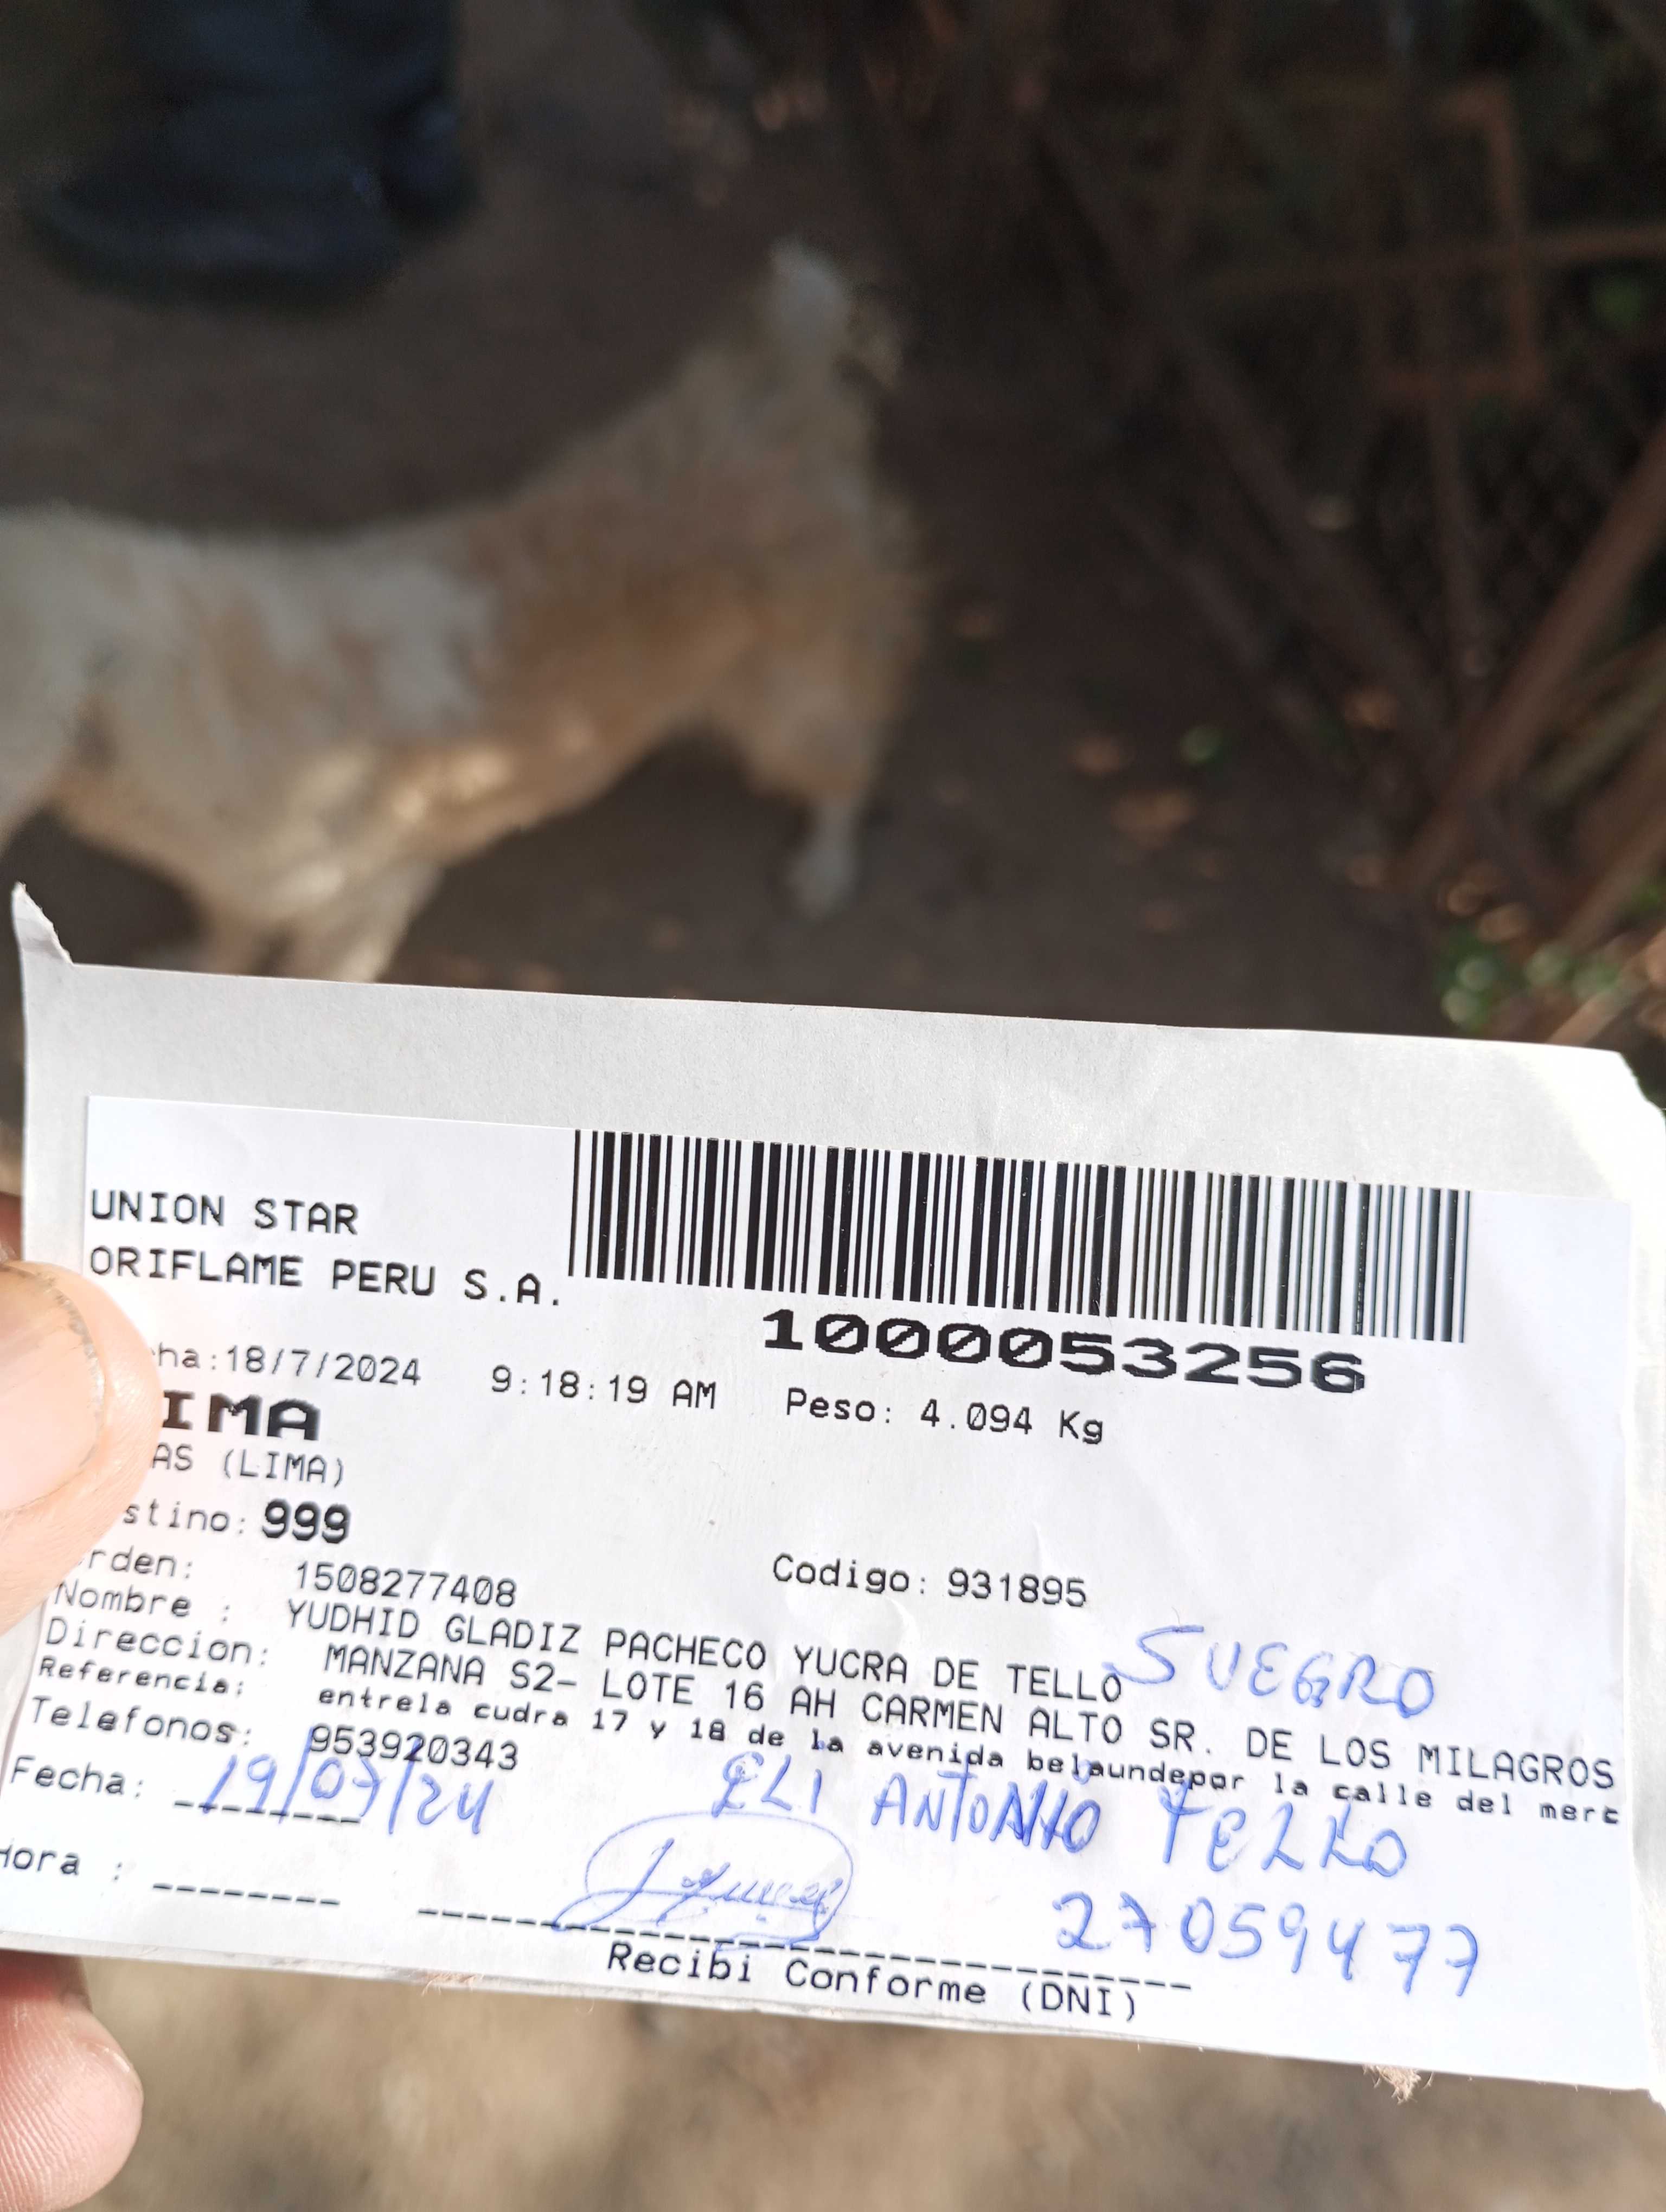 UNION STAR
ORIFLAME PERU S.A.
1000053256
ha:18/7/2024 9:18:19 AM Peso: 4.094 Kg
IMA
AS (LIMA)
stino: 999
rden: 1508277408 Codigo: 931895
Nombre : YUDHID GLADIZ PACHECO YUCRA DE TELLO SUEGRO
Direccion: MANZANA S2- LOTE 16 AH CARMEN ALTO SR. DE LOS MILAGROS
Referencia: entrela cudra 17 y 18 de la avenida belaundepor la calle del merc
Telefonos: 953920343
Fecha: 19/07/24 ELI ANTONIO TELLO
Hora : 27059477
Recibi Conforme (DNI)